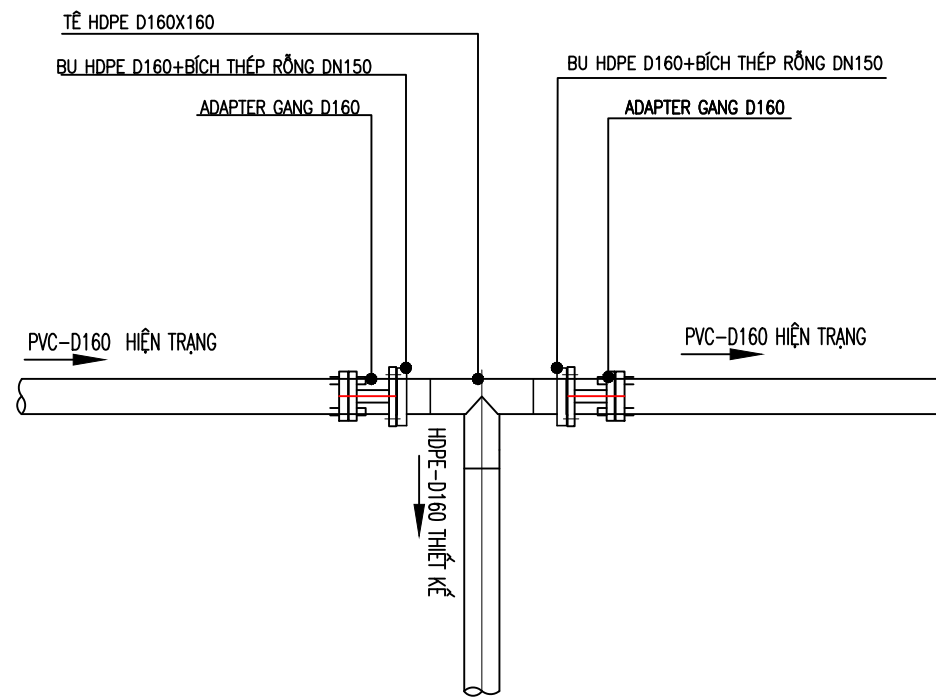 TÊ HDPE D160X160
BU HDPE D160+BÍCH THÉP RỖNG DN150
BU HDPE D160+BÍCH THÉP RỖNG DN150
ADAPTER GANG D160
ADAPTER GANG D160
PVC-D160 HIỆN TRẠNG
PVC-D160 HIỆN TRẠNG
HDPE-D160 THIẾT KẾ